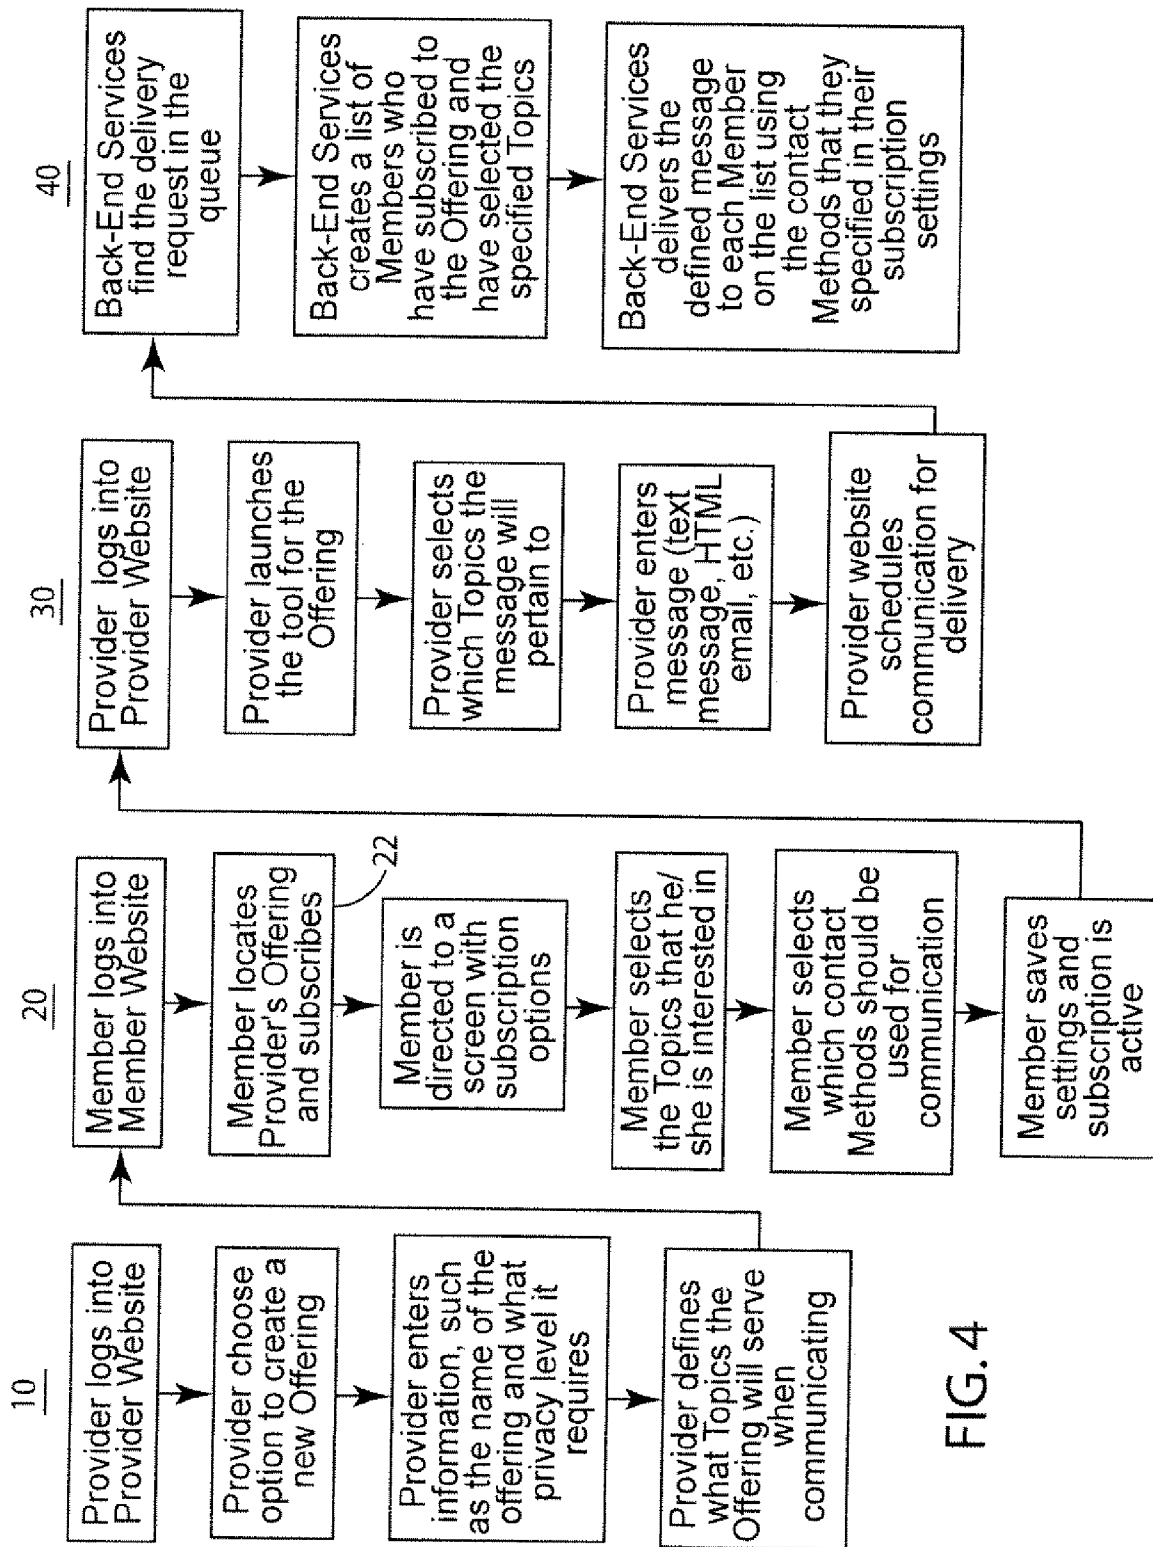 10
Provider logs into
Provider Website
Provider choose
option to create a
new Offering
Provider enters
information, such
as the name of the
offering and what
privacy level it
requires
Provider defines
what Topics the
Offering will serve
when
communicating
20
Member logs into
Member Website
Member locates
Provider's Offering
and subscribes
22
Member is
directed to a
screen with
subscription
options
Member selects
the Topics that he/
she is interested in
Member selects
which contact
Methods should be
used for
communication
Member saves
settings and
subscription is
active
30
Provider logs into
Provider Website
Provider launches
the tool for the
Offering
Provider selects
which Topics the
message will
pertain to
Provider enters
message (text
message, HTML
email, etc.)
Provider website
schedules
communication for
delivery
40
Back-End Services
find the delivery
request in the
queue
Back-End Services
creates a list of
Members who
have subscribed to
the Offering and
have selected the
specified Topics
Back-End Services
delivers the
defined message
to each Member
on the list using
the contact
Methods that they
specified in their
subscription
settings
FIG. 4